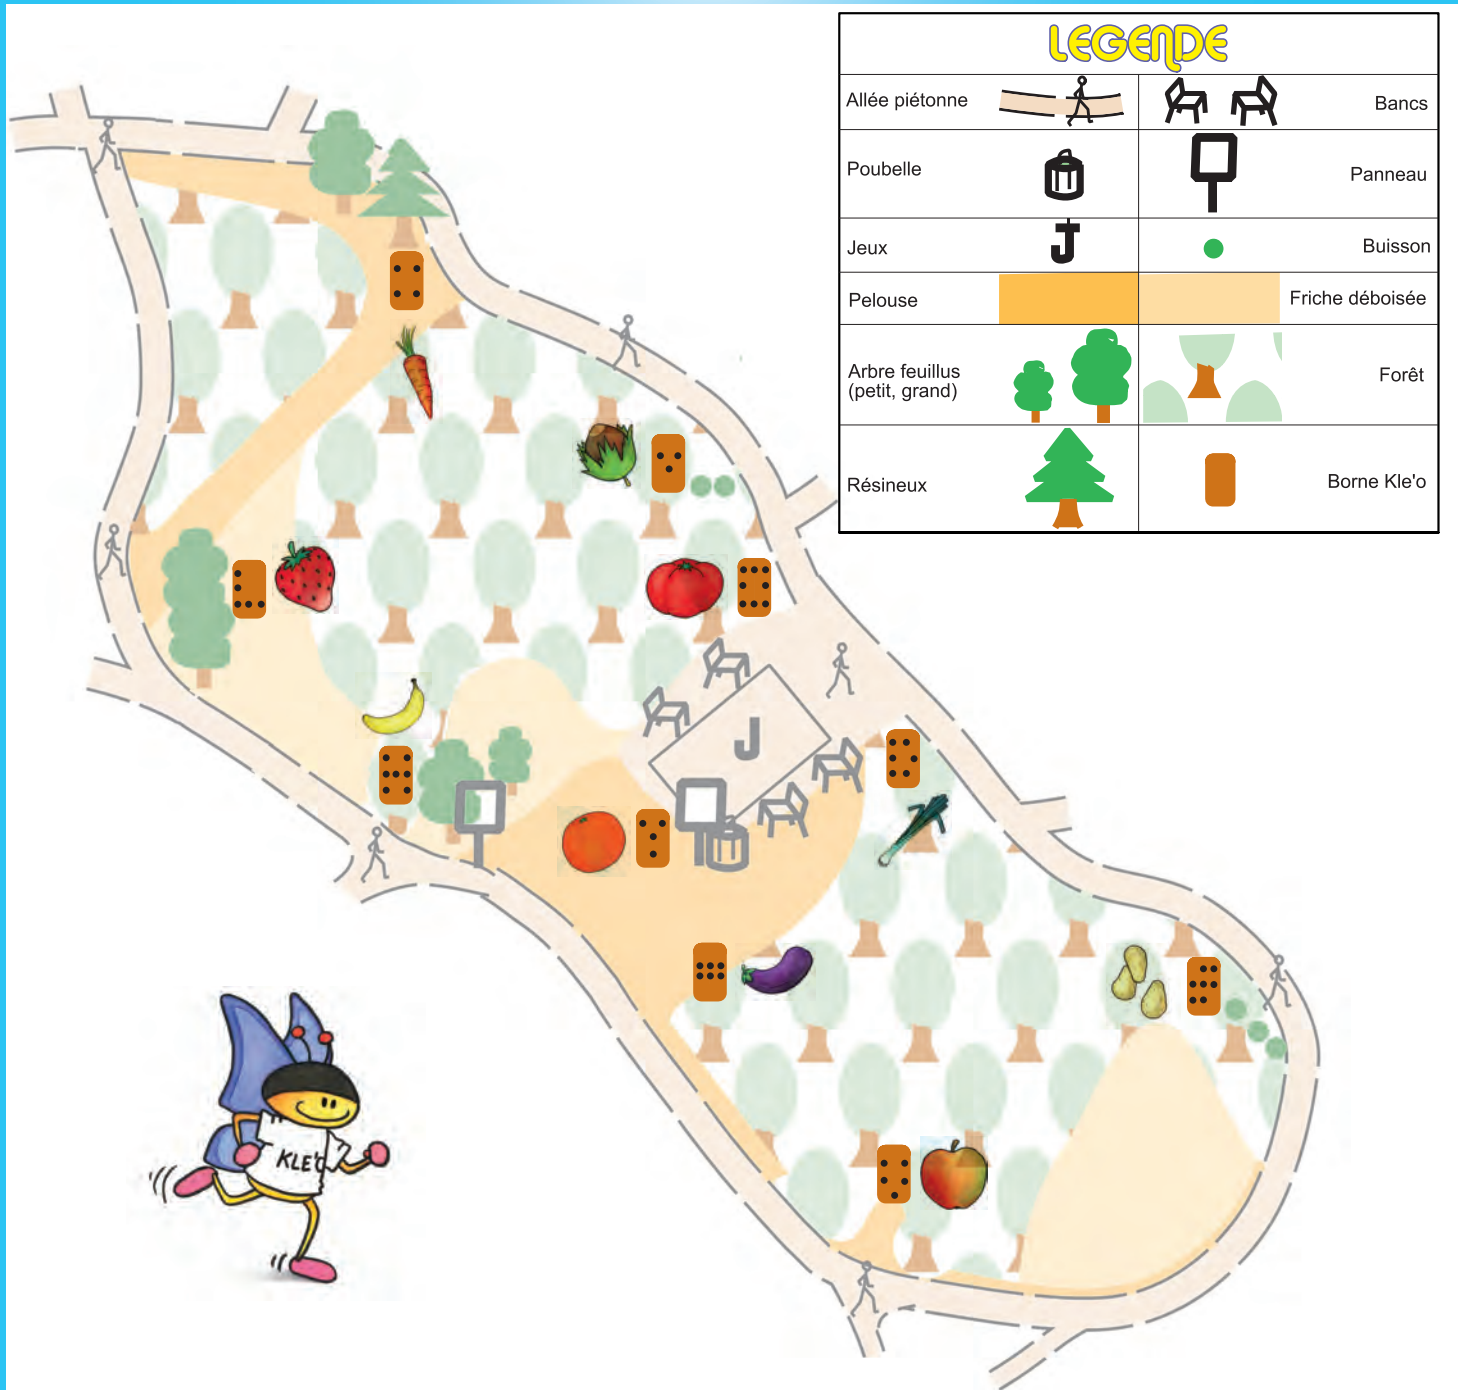 LEGENDE
Allée piétonne
Bancs
Poubelle
Panneau
Jeux
J
Buisson
Pelouse
Friche déboisée
Arbre feuillus
(petit, grand)
Forêt
Résineux
Borne Kle'o
J
KLE'O